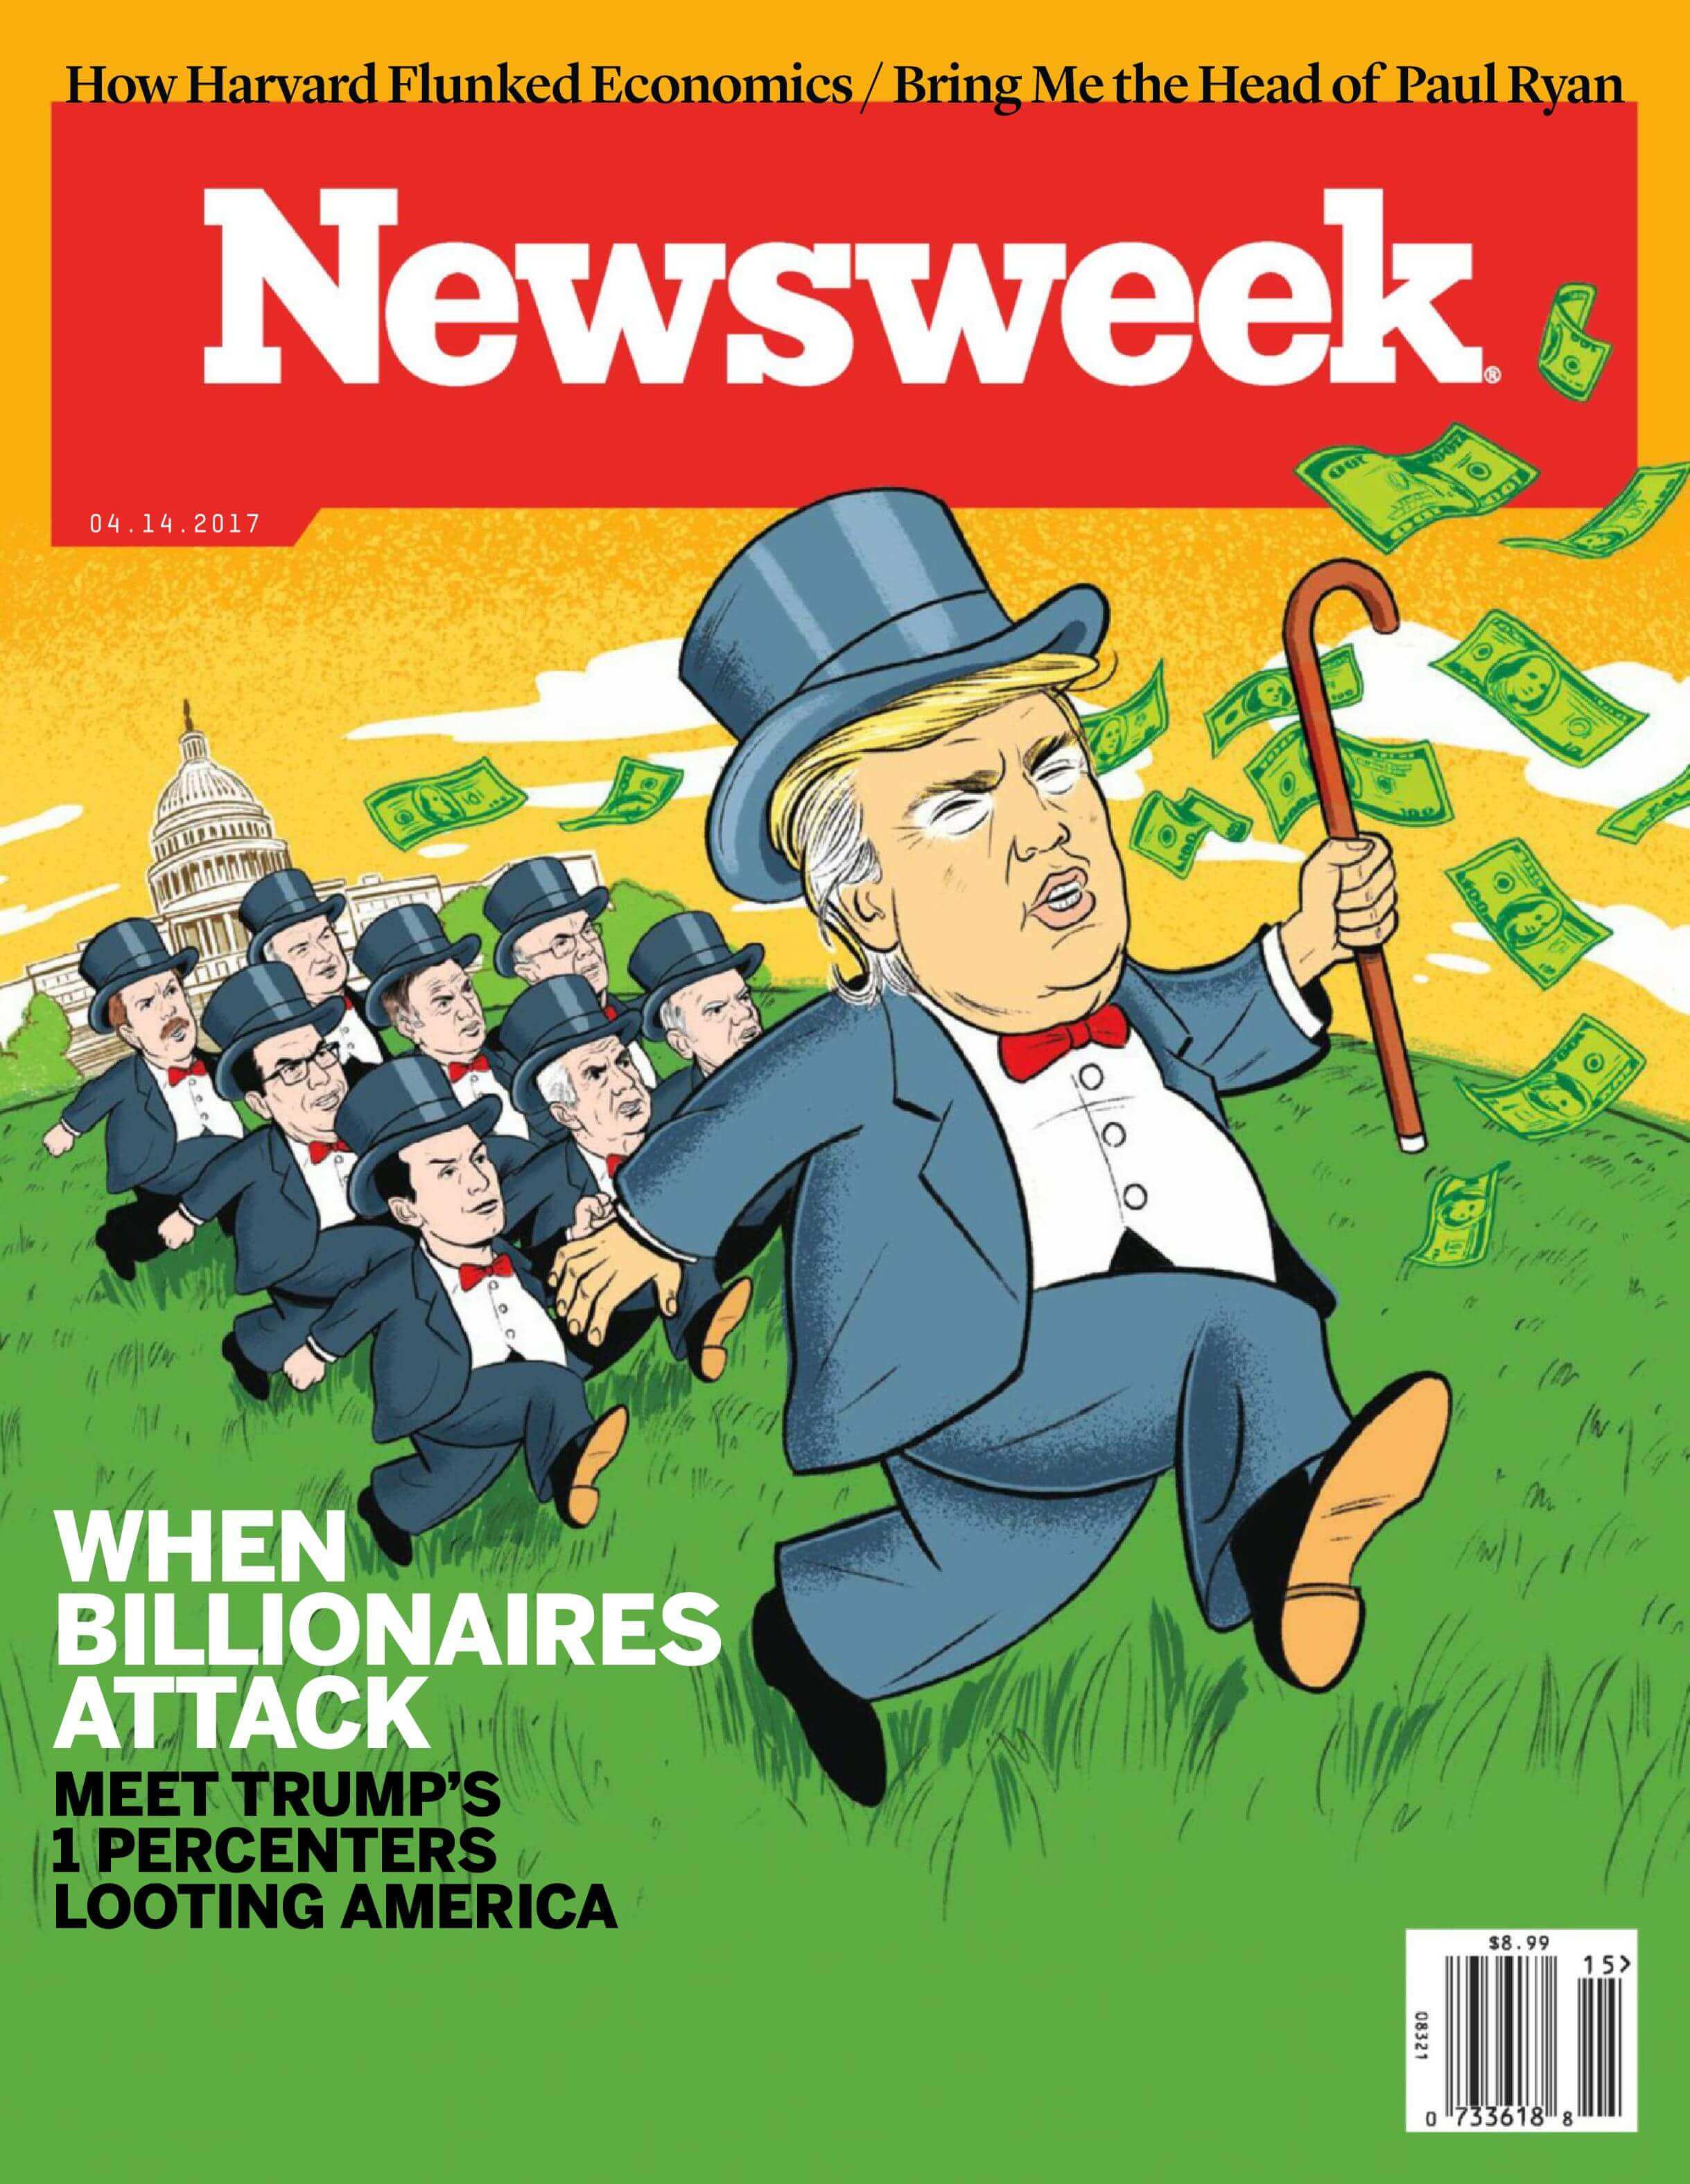 How Harvard Flunked Economics / Bring Me the Head of Paul Ryan
Newsweek®
04.14.2017
WHEN
BILLIONAIRES
ATTACK
MEET TRUMP'S
1 PERCENTERS
LOOTING AMERICA
$8.99
15>
08321
0 733618 8